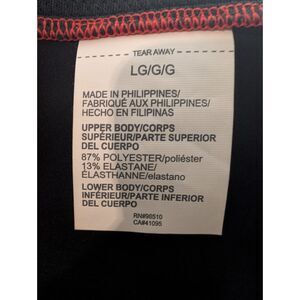 TEAR AWAY
LG/G/G
MADE IN PHILIPPINES/
FABRIQUÉ AUX PHILIPPINES/
HECHO EN FILIPINAS
UPPER BODY/CORPS
SUPÉRIEUR/PARTE SUPERIOR
DEL CUERPO
87% POLYESTER/poliéster
13% ELASTANE/
ÉLASTHANNE/elastano
LOWER BODY/CORPS
INFÉRIEUR/PARTE INFERIOR
DEL CUERPO
RN#98510
CA#41095